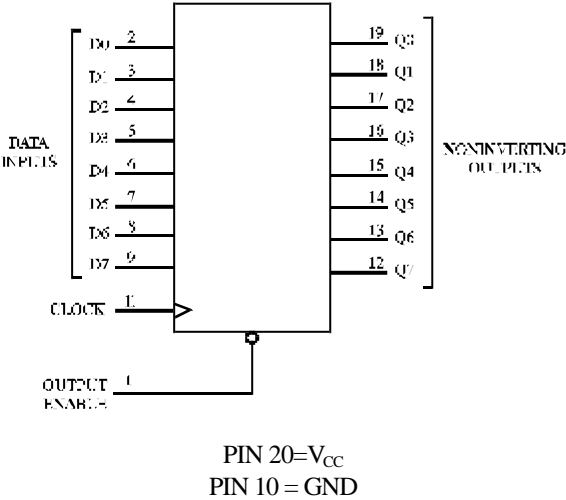 D0 2
D1 3
D2 4
D3 5
D4 6
D5 7
D6 8
D7 9
DATA
INPUTS
CLOCK 11
OUTPUT
ENABLE
1
19 Q0
18 Q1
17 Q2
16 Q3
15 Q4
14 Q5
13 Q6
12 Q7
NONINVERTING
OUTPUTS
PIN 20=VCC
PIN 10 = GND